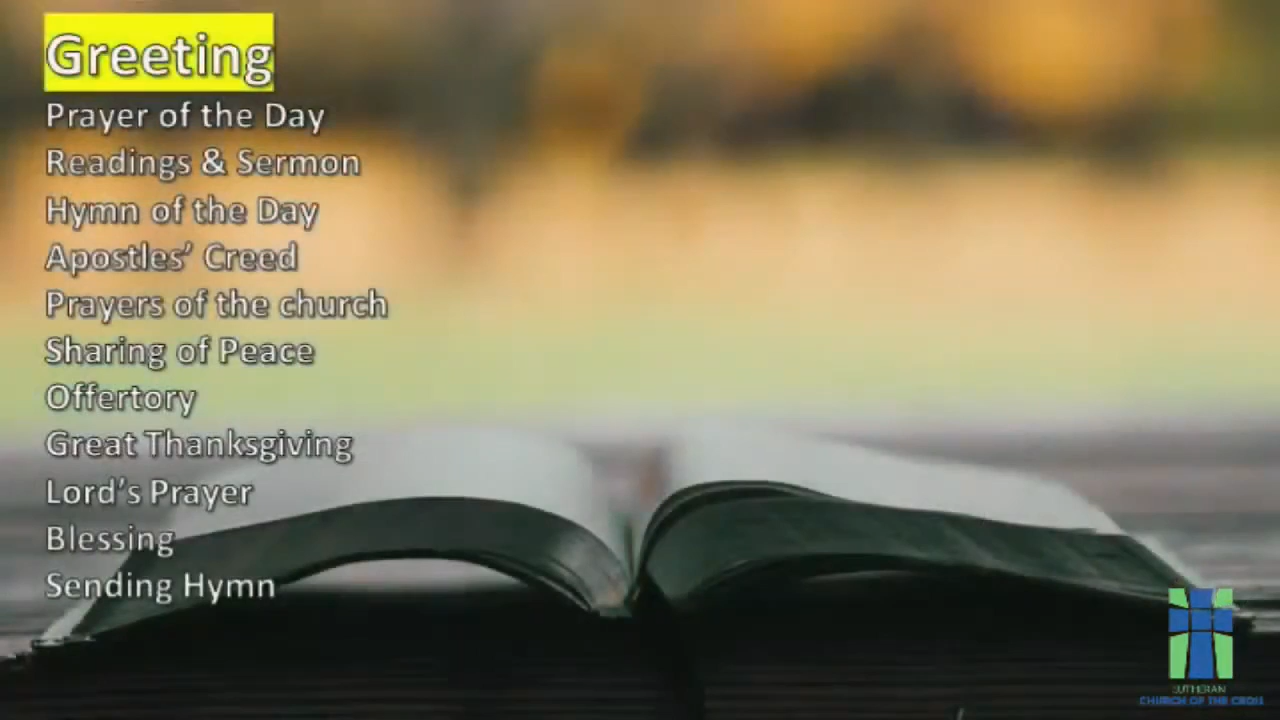 Greeting
Prayer of the Day
Readings & Sermon
Hymn of the Day
Apostles’ Creed
Prayers of the church
Sharing of Peace
Offertory
Great Thanksgiving
Lord’s Prayer
Blessing
Sending Hymn
LUTHERAN
CHURCH OF THE CROSS